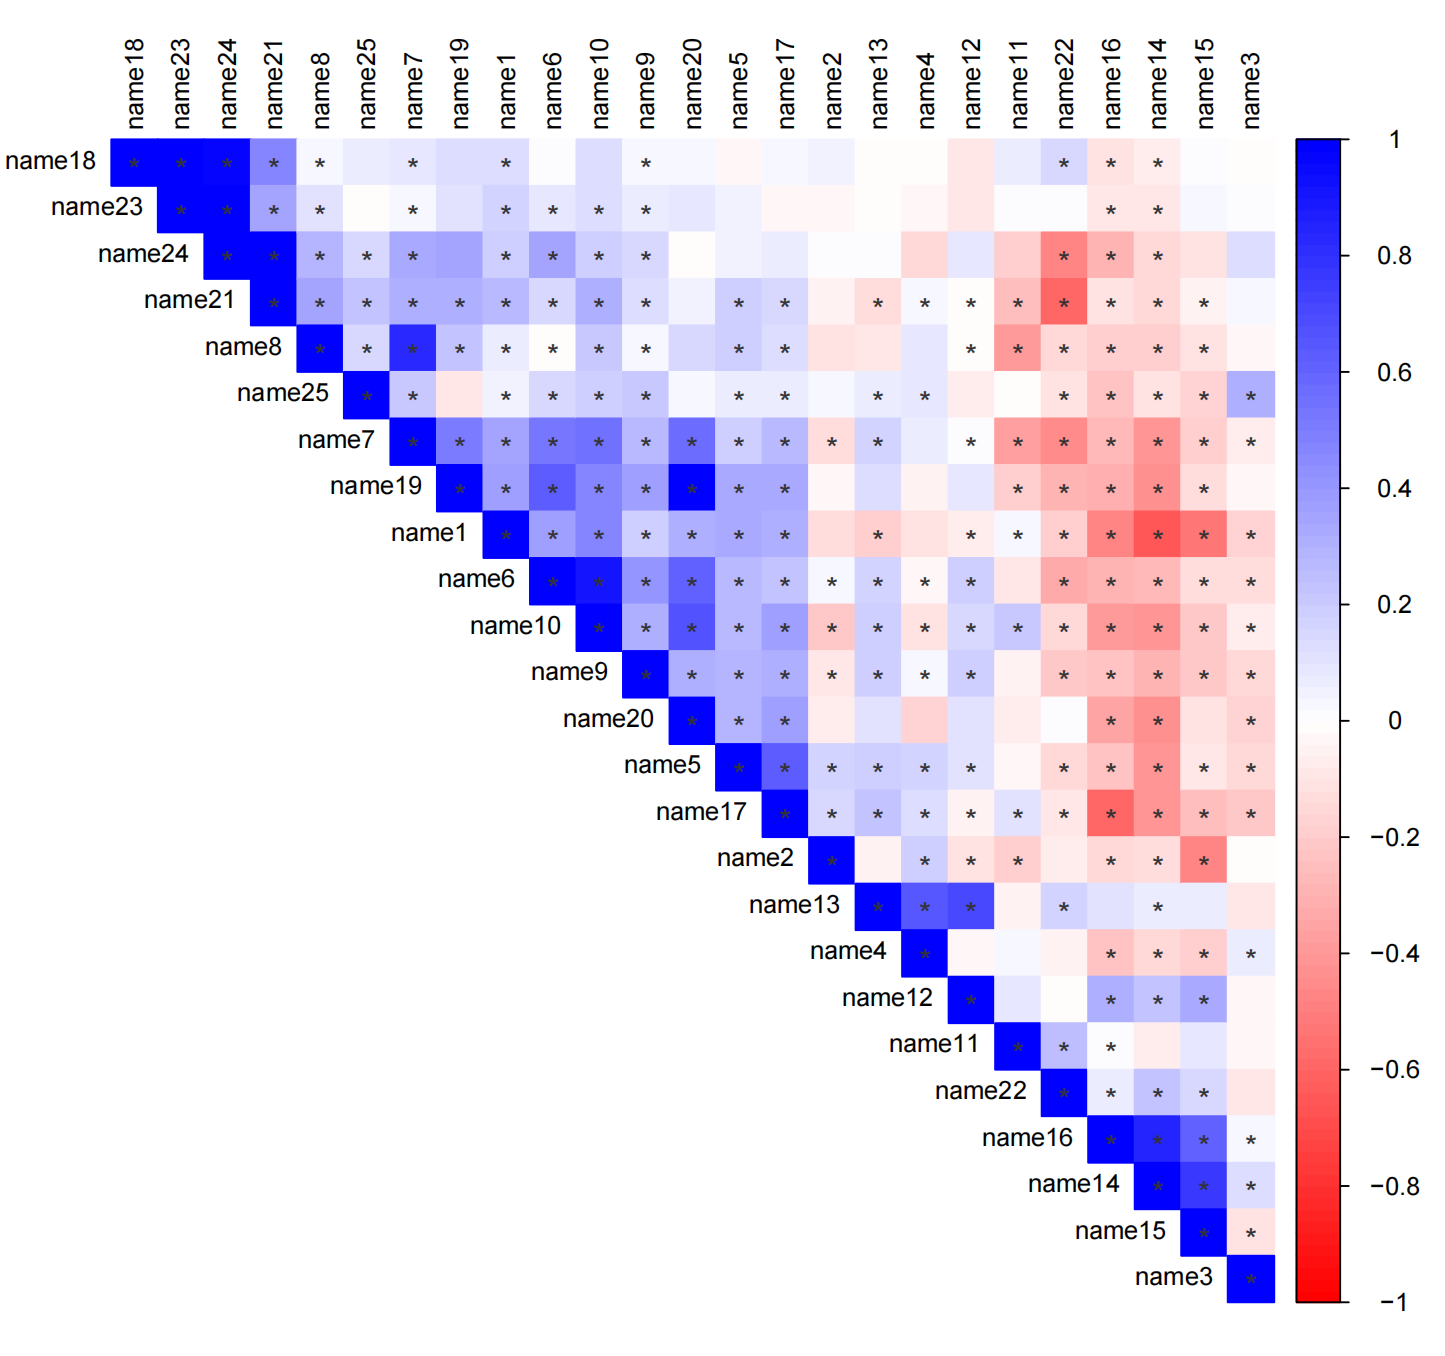 name18 name23 name24 name21 name8 name25 name7 name19 name1 name6 name10 name9 name20 name5 name17 name2 name13 name4 name12 name11 name22 name16 name14 name15 name3
name18 * * * * * * * * * * *
name23 * * * * * * * * * * *
name24 * * * * * * * * * * * *
name21 * * * * * * * * * * * * * * * * * * *
name8 * * * * * * * * * * * * * * *
name25 * * * * * * * * * * * * * * *
name7 * * * * * * * * * * * * * * * * *
name19 * * * * * * * * * * * * *
name1 * * * * * * * * * * * * * * *
name6 * * * * * * * * * * * * * * *
name10 * * * * * * * * * * * * * * *
name9 * * * * * * * * * * * * *
name20 * * * * * *
name5 * * * * * * * * * * *
name17 * * * * * * * * * * *
name2 * * * * * * *
name13 * * * * *
name4 * * * * *
name12 * * * *
name11 * * *
name22 * * * *
name16 * * * *
name14 * * *
name15 * *
name3 *
1
0.8
0.6
0.4
0.2
0
−0.2
−0.4
−0.6
−0.8
−1